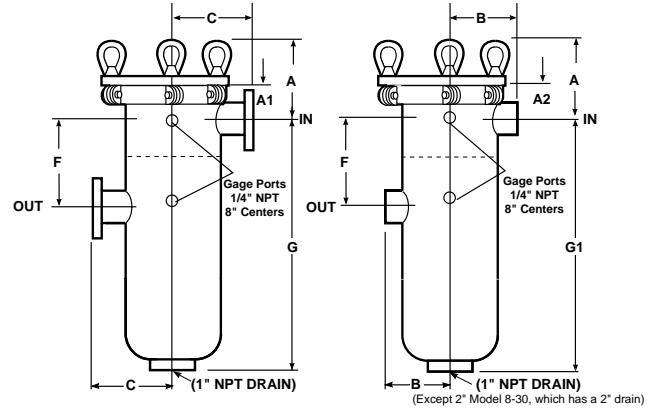 C
B
A
A
A1
A2
IN
IN
F
F
Gage Ports
1/4" NPT
8" Centers
Gage Ports
1/4" NPT
8" Centers
OUT
OUT
G
G1
C
(1" NPT DRAIN)
B
(1" NPT DRAIN)
(Except 2" Model 8-30, which has a 2" drain)